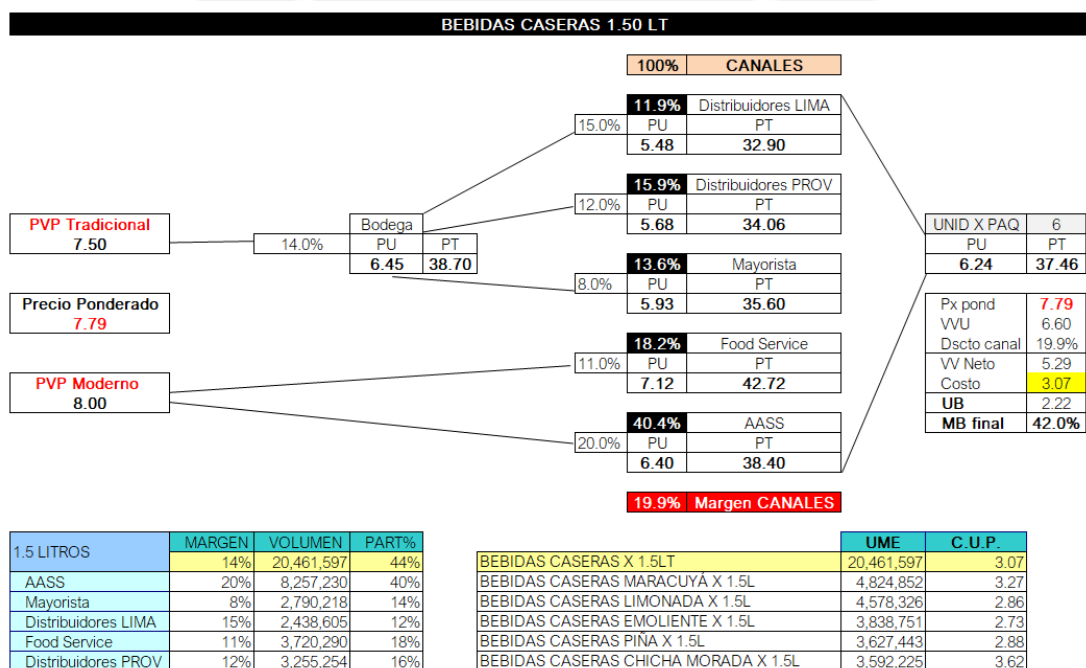 BEBIDAS CASERAS 1.50 LT
100% CANALES
11.9% Distribuidores LIMA
15.0% PU PT
5.48 32.90
15.9% Distribuidores PROV
12.0% PU PT
5.68 34.06
PVP Tradicional
7.50
14.0%
Bodega
PU PT
6.45 38.70
13.6% Mayorista
8.0% PU PT
5.93 35.60
UNID X PAQ 6
PU PT
6.24 37.46
Precio Ponderado
7.79
18.2% Food Service
11.0% PU PT
7.12 42.72
PVP Moderno
8.00
40.4% AASS
20.0% PU PT
6.40 38.40
Px pond 7.79
VVU 6.60
Dscto canal 19.9%
VV Neto 5.29
Costo 3.07
UB 2.22
MB final 42.0%
19.9% Margen CANALES
1.5 LITROS MARGEN VOLUMEN PART%
14% 20,461,597 44%
AASS 20% 8,257,230 40%
Mayorista 8% 2,790,218 14%
Distribuidores LIMA 15% 2,438,605 12%
Food Service 11% 3,720,290 18%
Distribuidores PROV 12% 3,255,254 16%
UME C.U.P.
BEBIDAS CASERAS X 1.5LT 20,461,597 3.07
BEBIDAS CASERAS MARACUYÁ X 1.5L 4,824,852 3.27
BEBIDAS CASERAS LIMONADA X 1.5L 4,578,326 2.86
BEBIDAS CASERAS EMOLIENTE X 1.5L 3,838,751 2.73
BEBIDAS CASERAS PIÑA X 1.5L 3,627,443 2.88
BEBIDAS CASERAS CHICHA MORADA X 1.5L 3,592,225 3.62